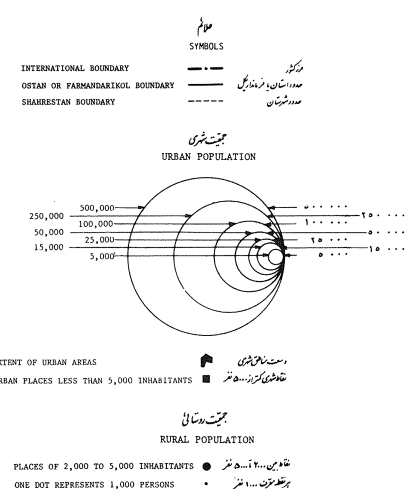 علائم
SYMBOLS
INTERNATIONAL BOUNDARY مرز کشور
OSTAN OR FARMANDARIKOL BOUNDARY حدود استان یا فرمانداریکل
SHAHRESTAN BOUNDARY حدود شهرستان
جمعیت شهری
URBAN POPULATION
500,000 ۵۰۰۰۰۰
250,000 ۲۵۰۰۰۰
100,000 ۱۰۰۰۰۰
50,000 ۵۰۰۰۰
25,000 ۲۵۰۰۰
15,000 ۱۵۰۰۰
5,000 ۵۰۰۰
XTENT OF URBAN AREAS وسعت مناطق شهری
RBAN PLACES LESS THAN 5,000 INHABITANTS نقاط شهری کمتر از ۵۰۰۰ نفر
جمعیت روستائی
RURAL POPULATION
PLACES OF 2,000 TO 5,000 INHABITANTS نقاط بین ۲۰۰۰ تا ۵۰۰۰ نفر
ONE DOT REPRESENTS 1,000 PERSONS هر نقطه معرف ۱۰۰۰ نفر